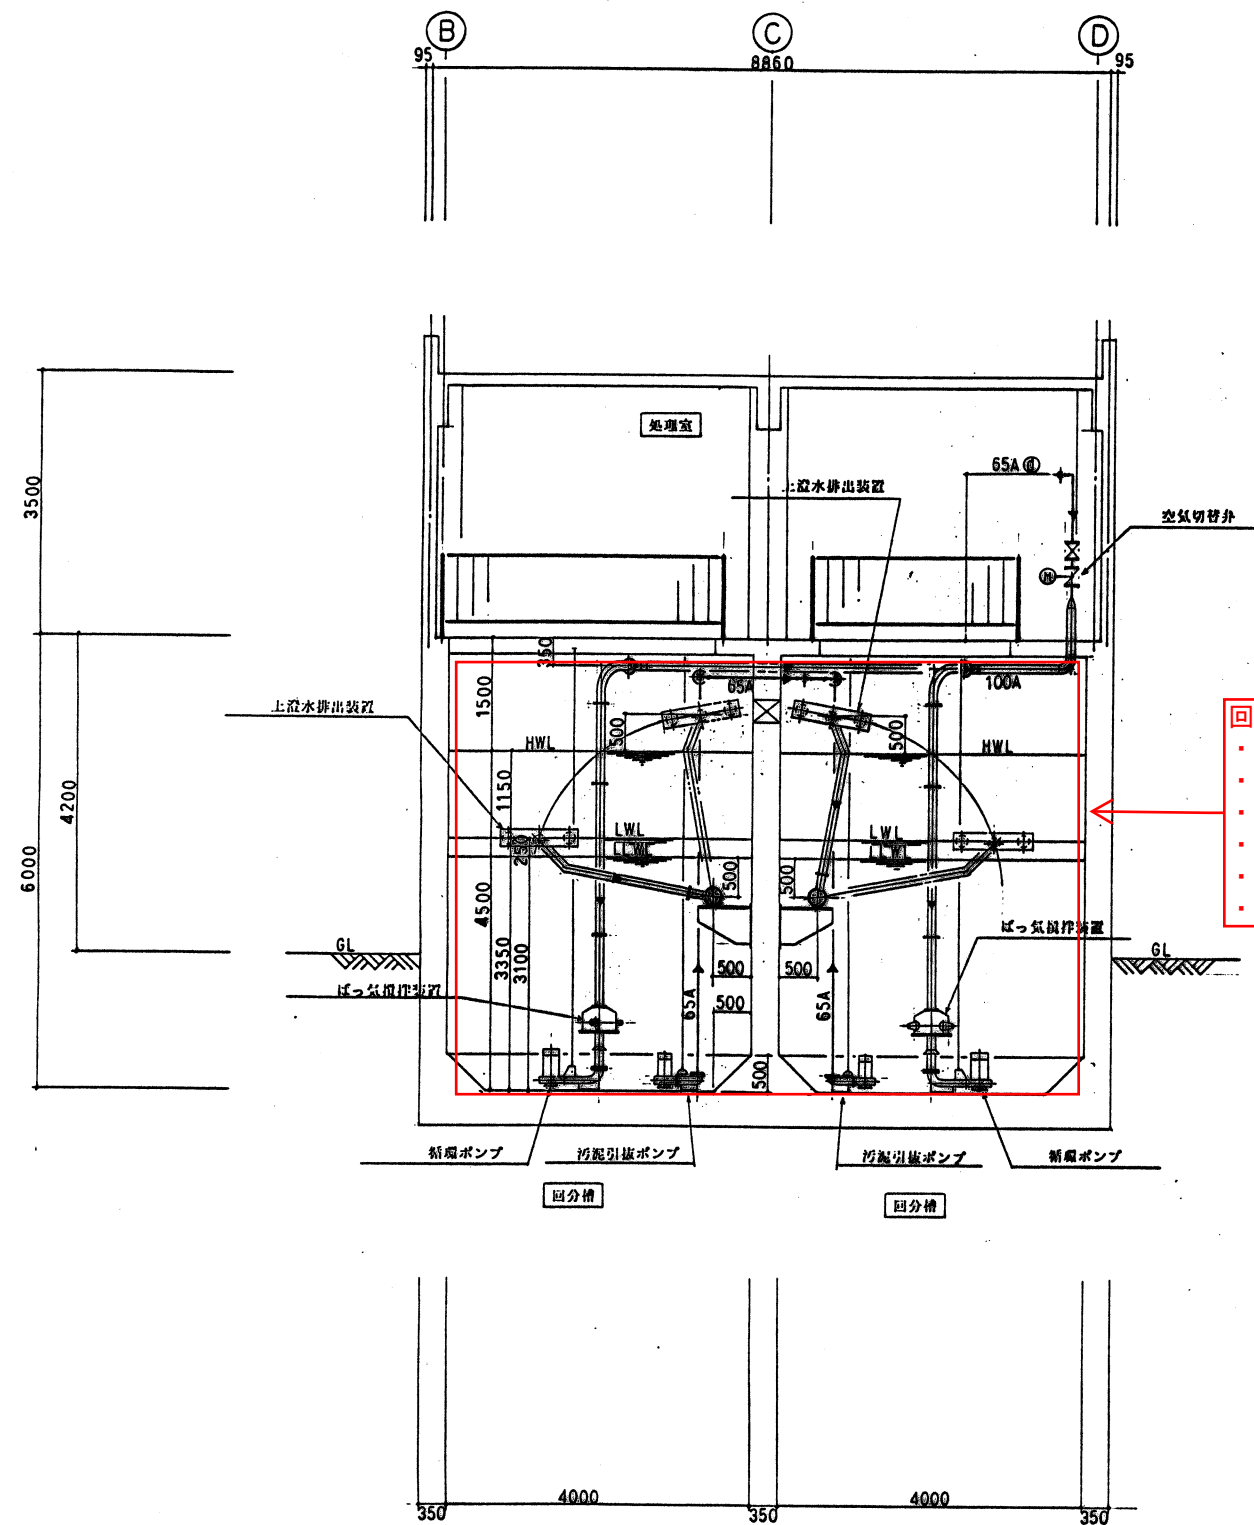 B
C
D
95
8860
95
処理室
65A ⓓ
上澄水排出装置
空気切替弁
M
3500
350
100A
65A
1500
上澄水排出装置
500
500
HWL
HWL
1150
4200
LWL
LWL
250
LLWL
LLWL
6000
500
500
4500
ばっ気撹拌装置
GL
GL
3350
3100
500
500
ばっ気撹拌装置
65A
500
65A
500
循環ポンプ
汚泥引抜ポンプ
汚泥引抜ポンプ
循環ポンプ
回分槽
回分槽
4000
4000
350
350
350
回
・
・
・
・
・
・